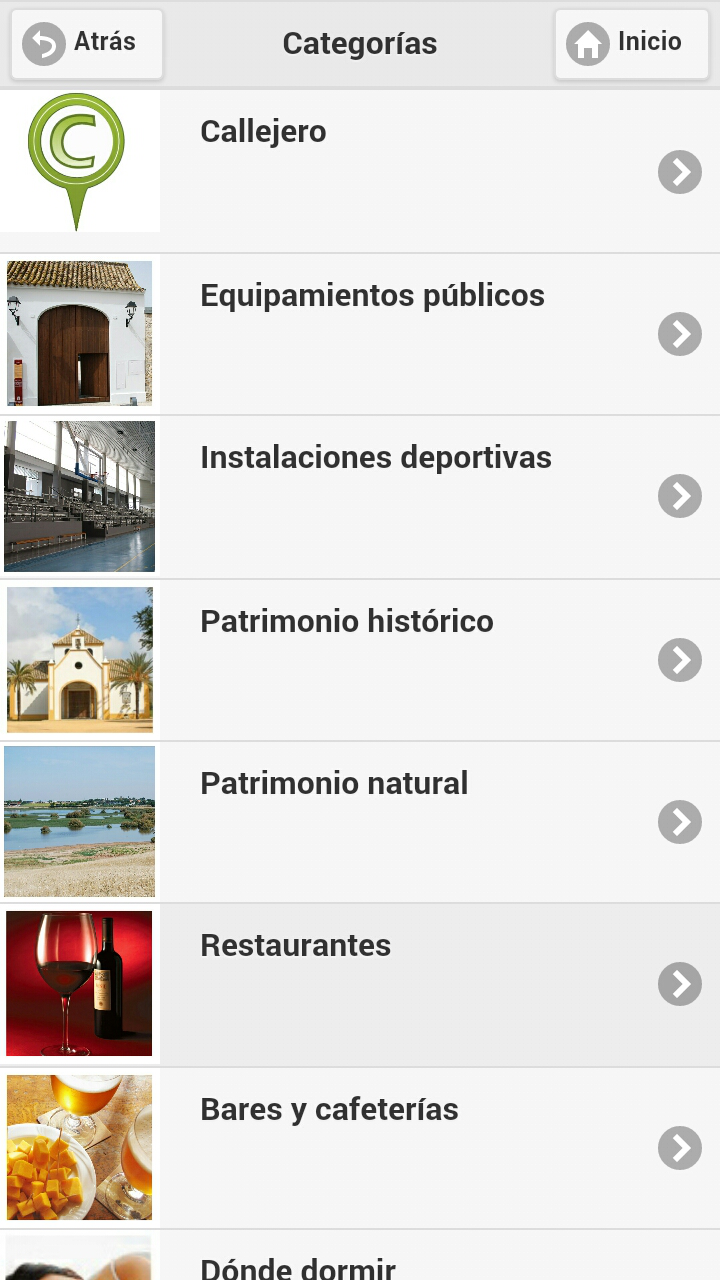 Atrás
Categorías
Inicio
C
Callejero
Equipamientos públicos
Instalaciones deportivas
Patrimonio histórico
Patrimonio natural
Restaurantes
Bares y cafeterías
Dónde dormir